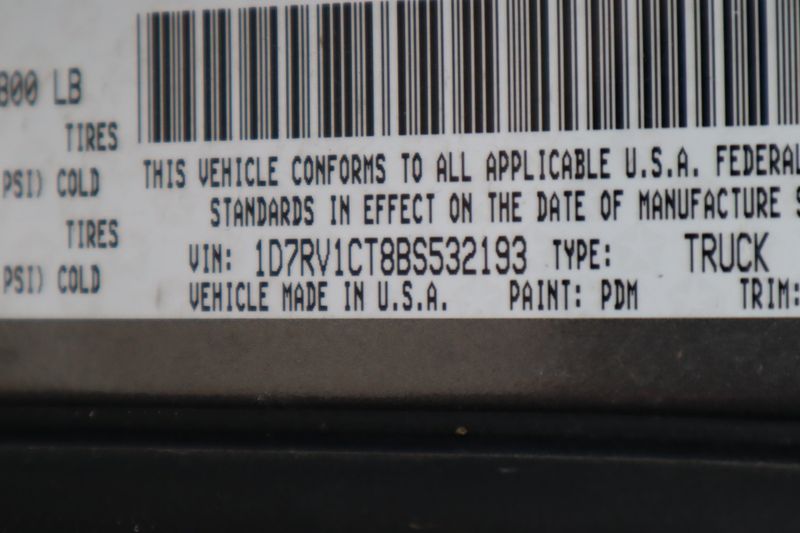 800 LB
TIRES
PSI) COLD
TIRES
PSI) COLD
THIS VEHICLE CONFORMS TO ALL APPLICABLE U.S.A. FEDERAL
STANDARDS IN EFFECT ON THE DATE OF MANUFACTURE S
VIN: 1D7RV1CT8BS532193 TYPE: TRUCK
VEHICLE MADE IN U.S.A. PAINT: PDM TRIM: